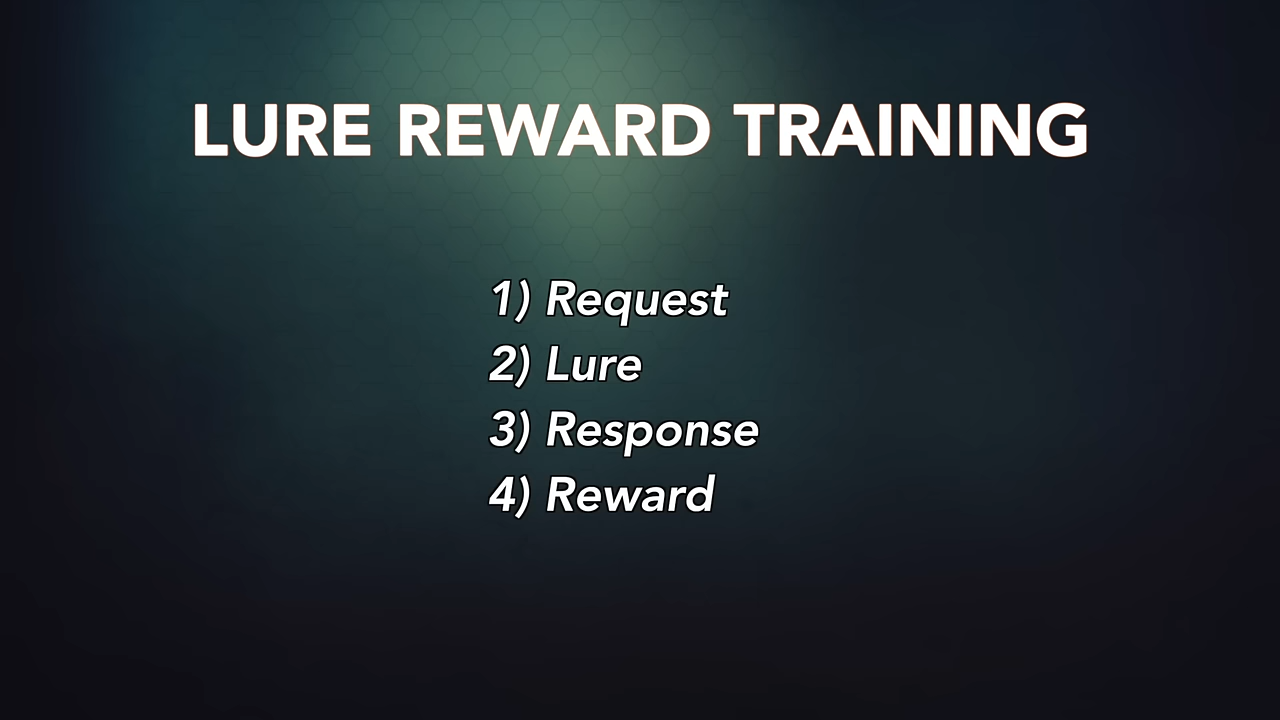 LURE REWARD TRAINING
1) Request
2) Lure
3) Response
4) Reward